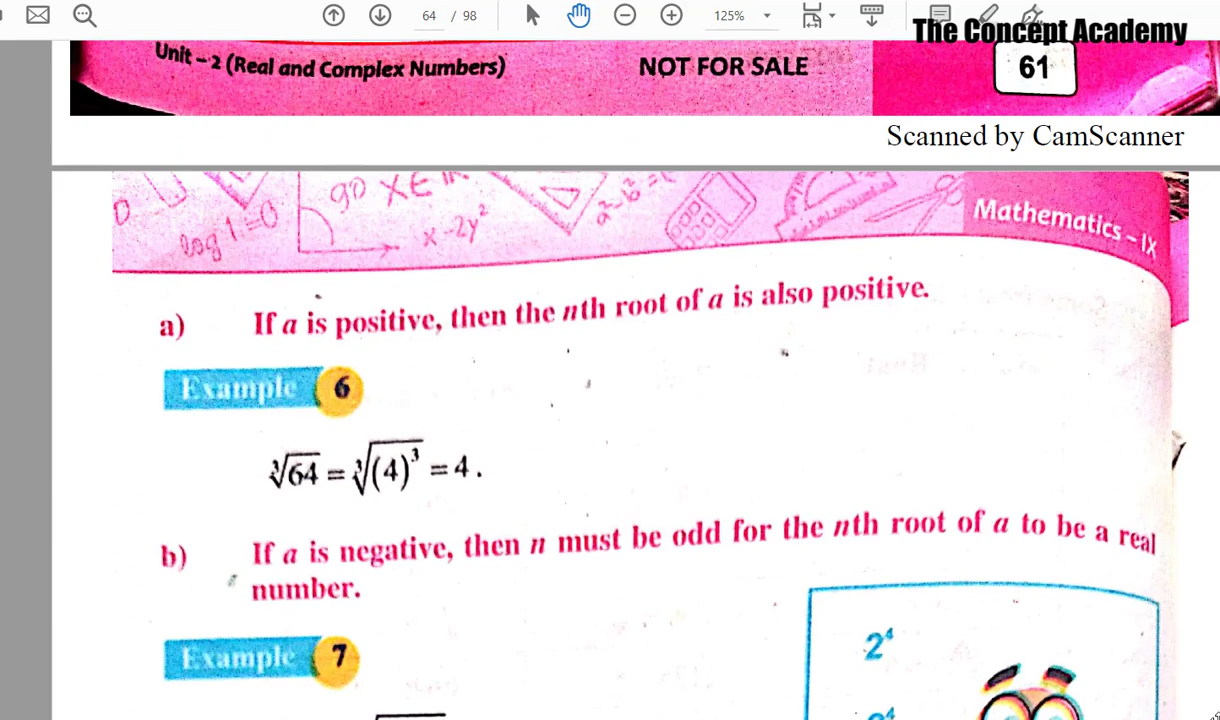 64 / 98
125%
The Concept Academy
Unit – 2 (Real and Complex Numbers)
NOT FOR SALE
61
Scanned by CamScanner
log 1 = 0
90
x - 2y²
Mathematics – IX
a) If a is positive, then the nth root of a is also positive.
Example 6
∛64 = ∛(4)³ = 4.
b) If a is negative, then n must be odd for the nth root of a to be a real
number.
Example 7
2⁴